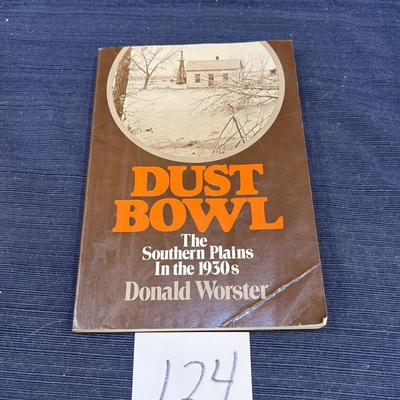 DUST
BOWL
The
Southern Plains
In the 1930s
Donald Worster
124